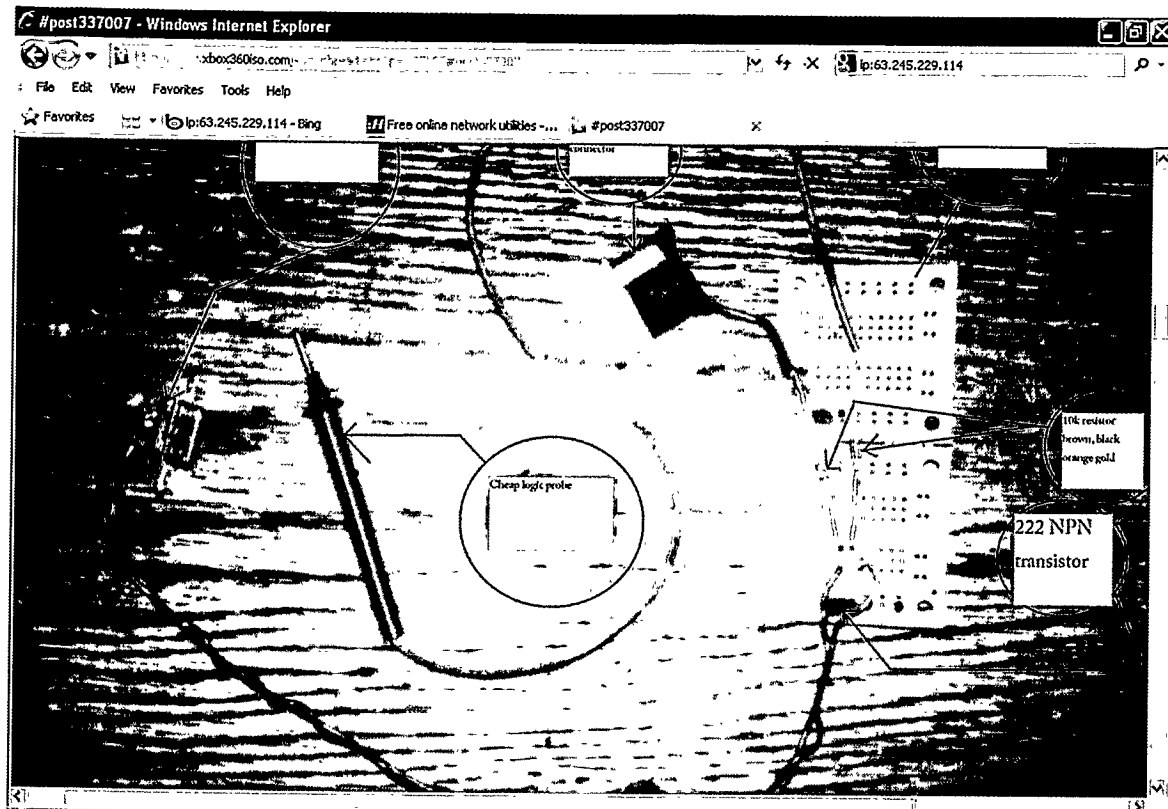 #post337007 - Windows Internet Explorer
xbox360iso.com
ip:63.245.229.114
File Edit View Favorites Tools Help
Favorites
ip:63.245.229.114 - Bing
Free online network utilities -...
#post337007
connector
10k resistor
brown, black
orange gold
Cheap logic probe
222 NPN
transistor